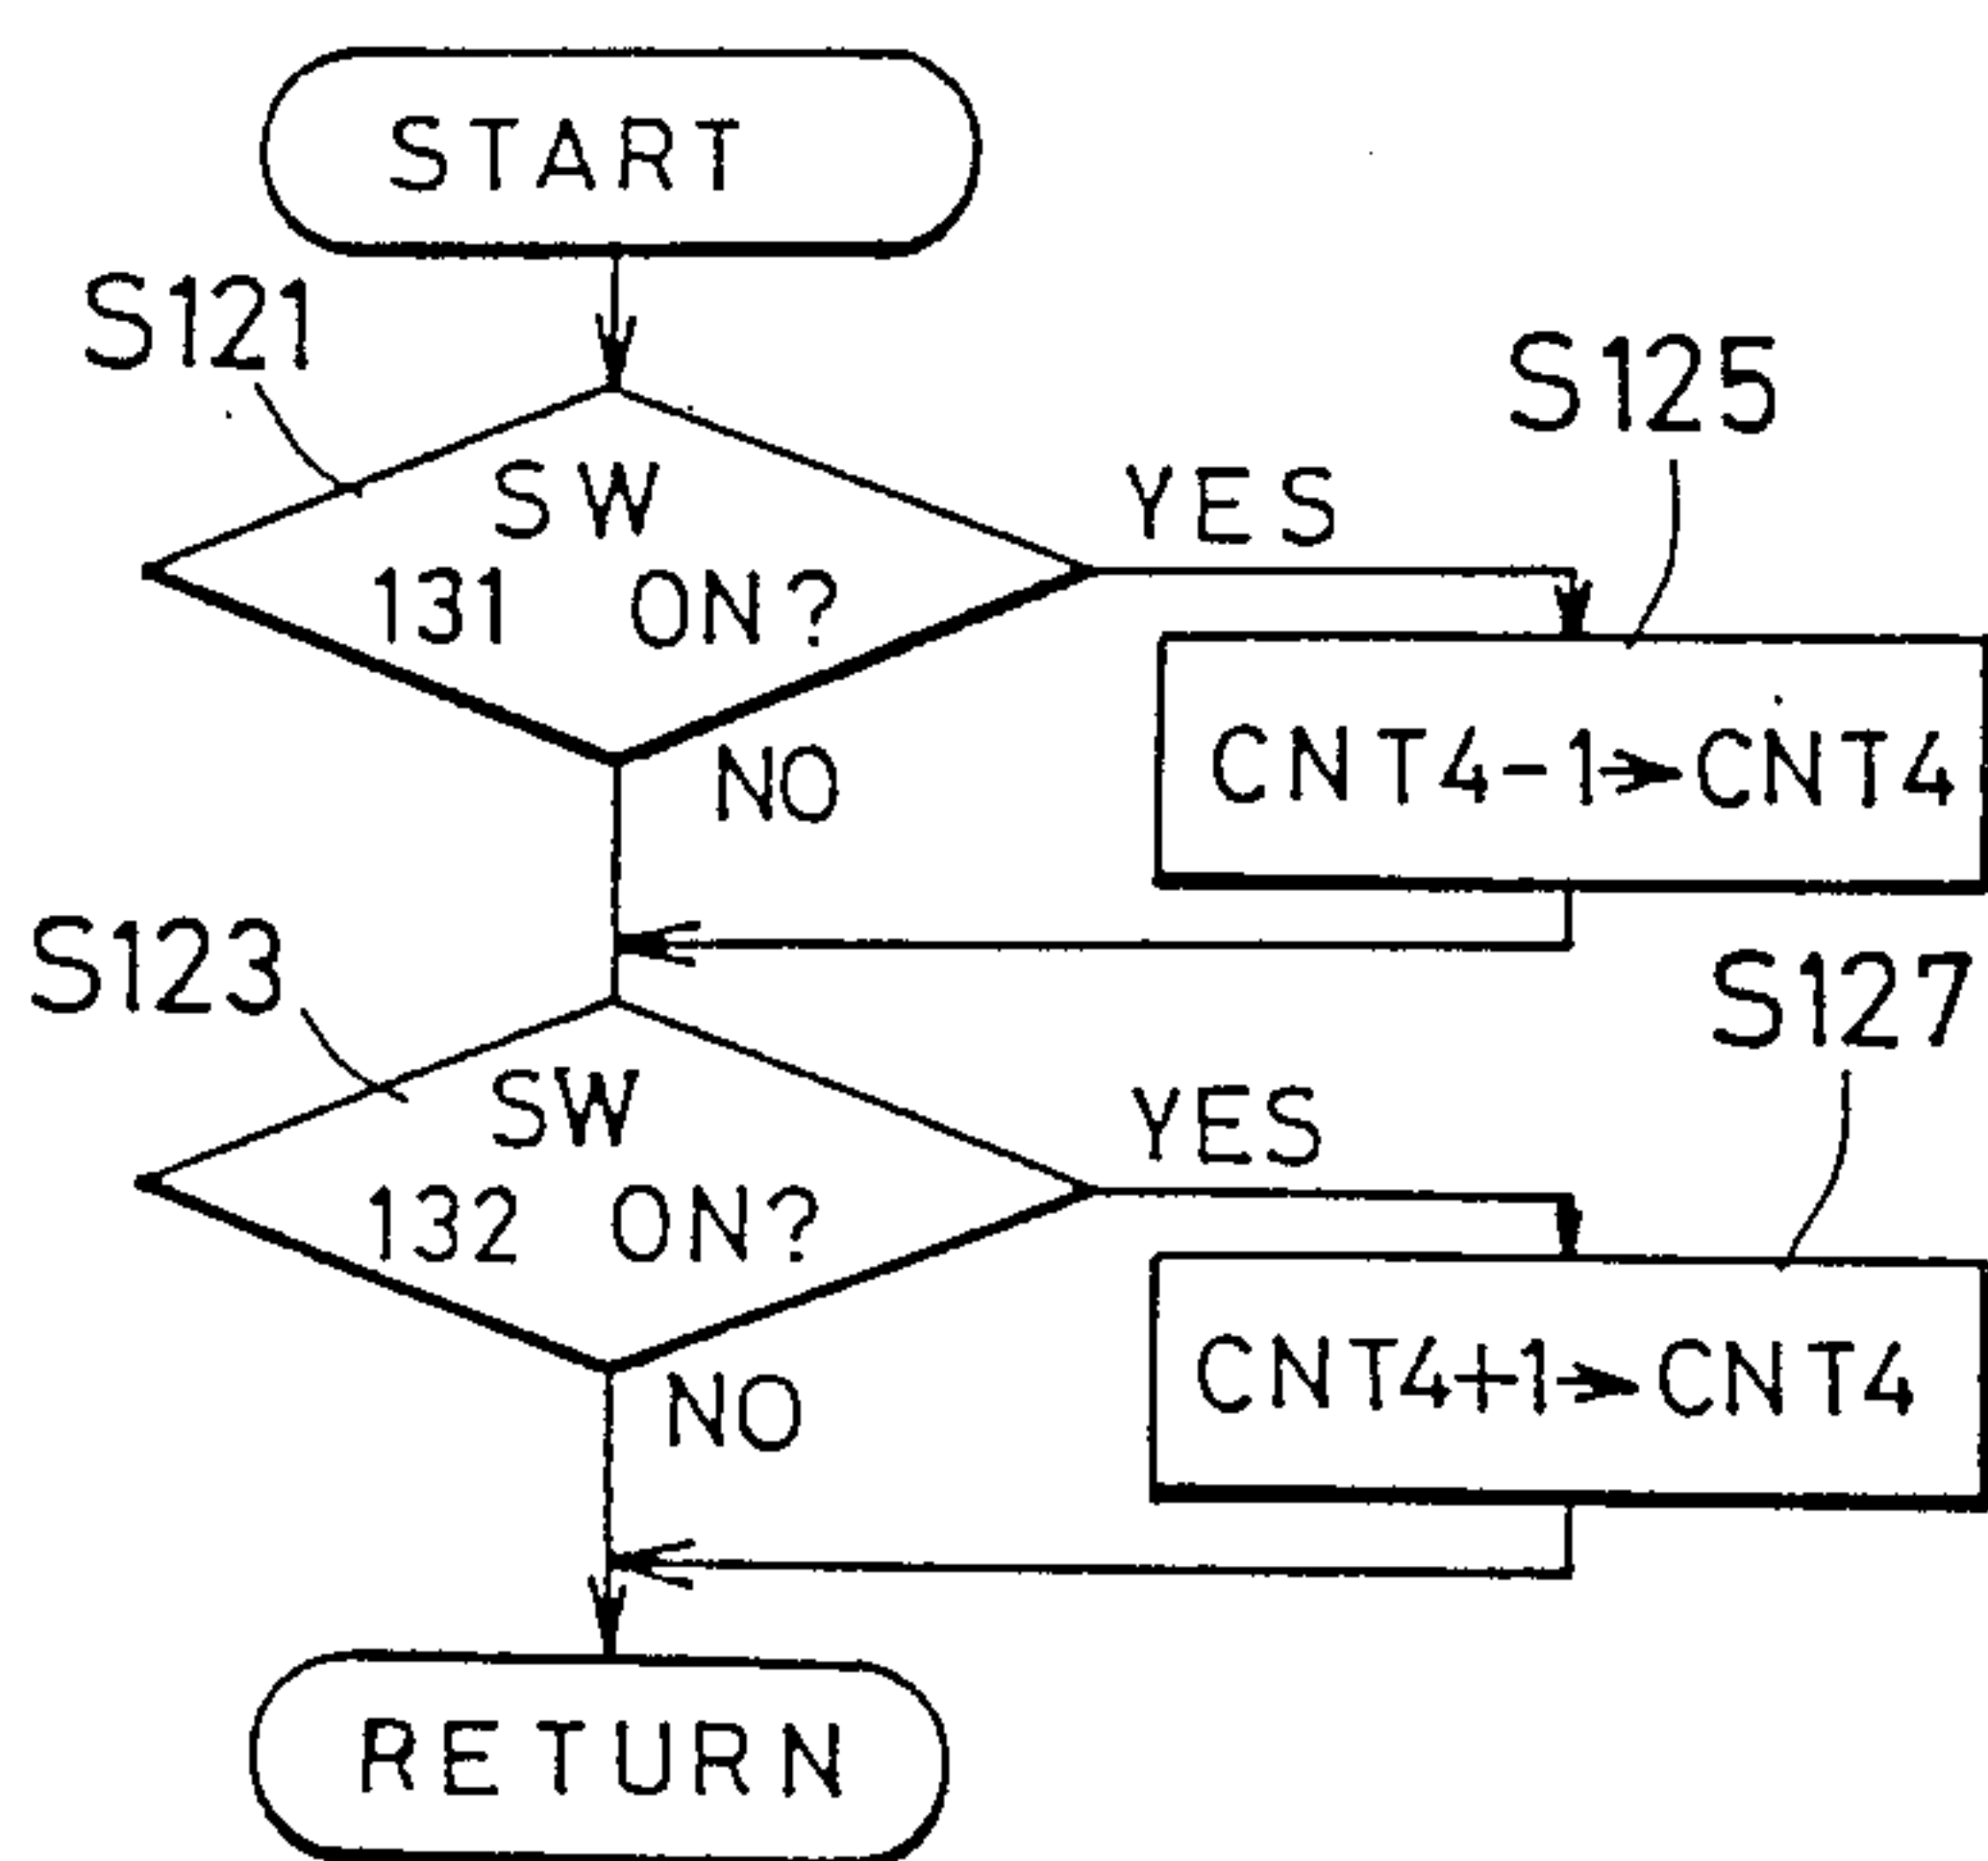 START
S121
S125
SW
131 ON?
YES
CNT4-1→CNT4
NO
S123
S127
SW
132 ON?
YES
CNT4+1→CNT4
NO
RETURN